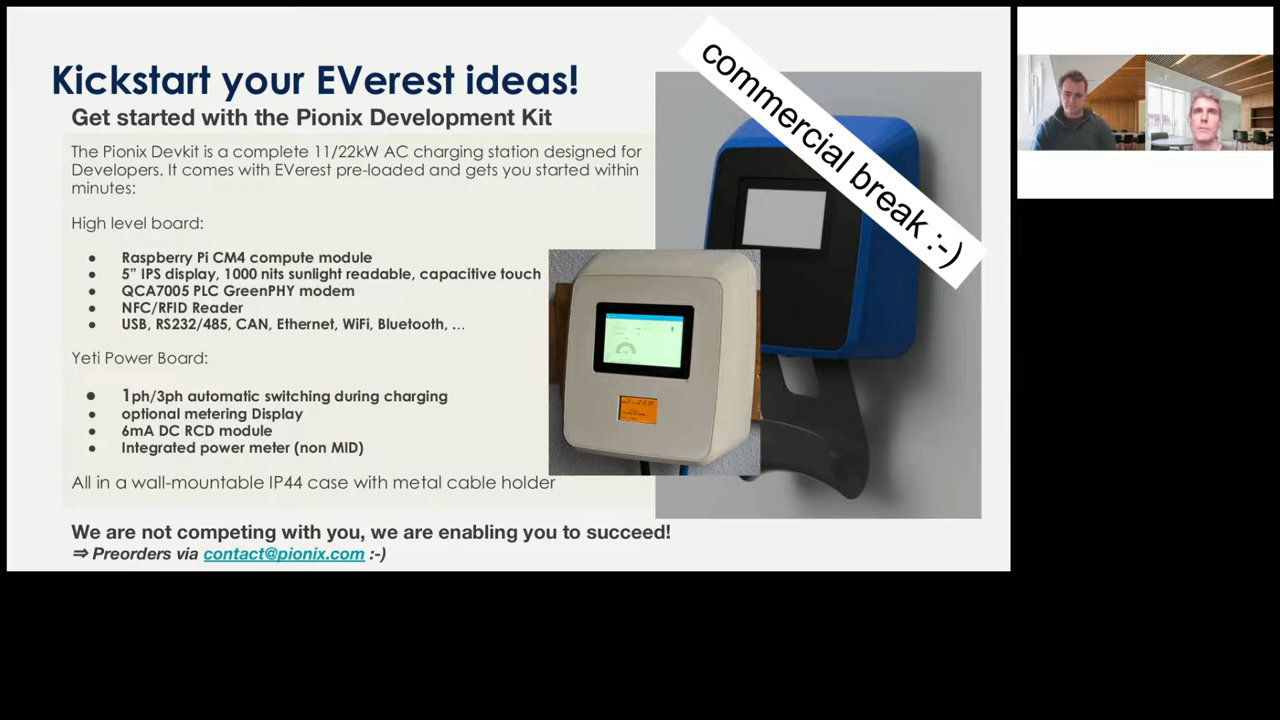 Kickstart your EVerest ideas!
Get started with the Pionix Development Kit
The Pionix Devkit is a complete 11/22kW AC charging station designed for
Developers. It comes with EVerest pre-loaded and gets you started within
minutes:
High level board:
● Raspberry Pi CM4 compute module
● 5” IPS display, 1000 nits sunlight readable, capacitive touch
● QCA7005 PLC GreenPHY modem
● NFC/RFID Reader
● USB, RS232/485, CAN, Ethernet, WiFi, Bluetooth, …
Yeti Power Board:
● 1ph/3ph automatic switching during charging
● optional metering Display
● 6mA DC RCD module
● Integrated power meter (non MID)
All in a wall-mountable IP44 case with metal cable holder
We are not competing with you, we are enabling you to succeed!
⇒ Preorders via contact@pionix.com :-)
commercial break :-)